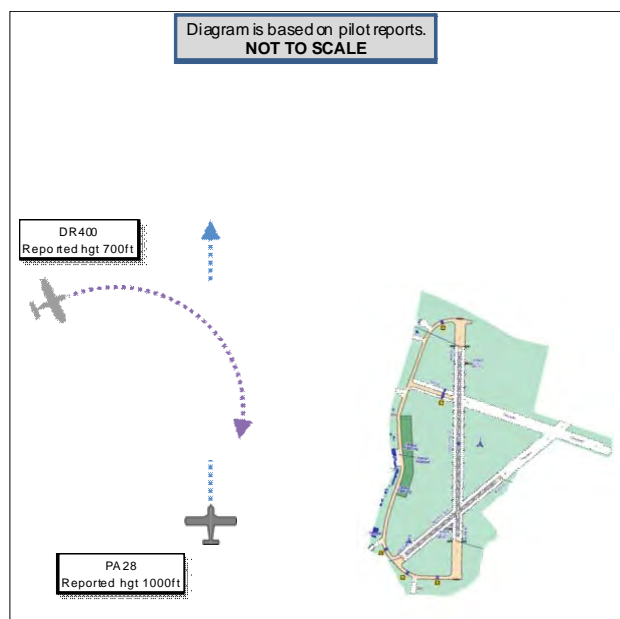 Diagram is based on pilot reports.
NOT TO SCALE
DR400
Reported hgt 700ft
PA28
Reported hgt 1000ft